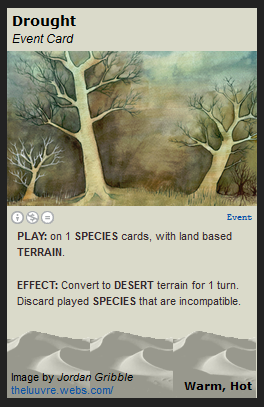 Drought
Event Card
Event
PLAY: on 1 SPECIES cards, with land based
TERRAIN.
EFFECT: Convert to DESERT terrain for 1 turn.
Discard played SPECIES that are incompatible.
Image by Jordan Gribble
theluuvre.webs.com/
Warm, Hot